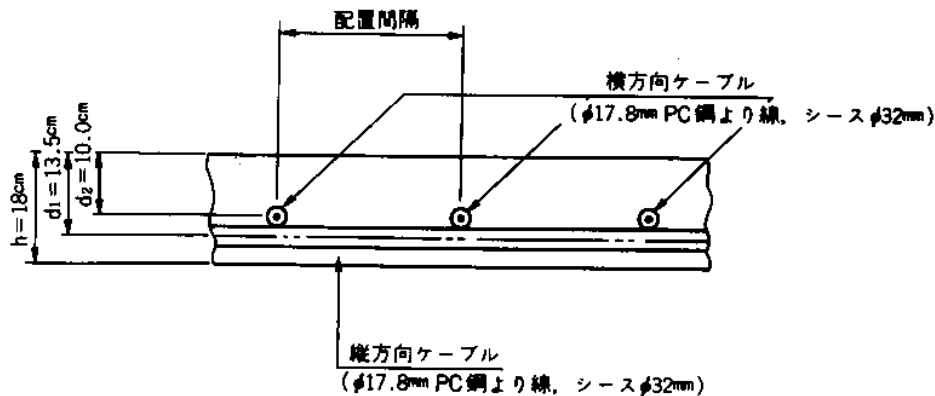 配置間隔
横方向ケーブル
(φ17.8mm PC鋼より線, シースφ32mm)
h=18cm
d₁=13.5cm
d₂=10.0cm
縦方向ケーブル
(φ17.8mm PC鋼より線, シースφ32mm)